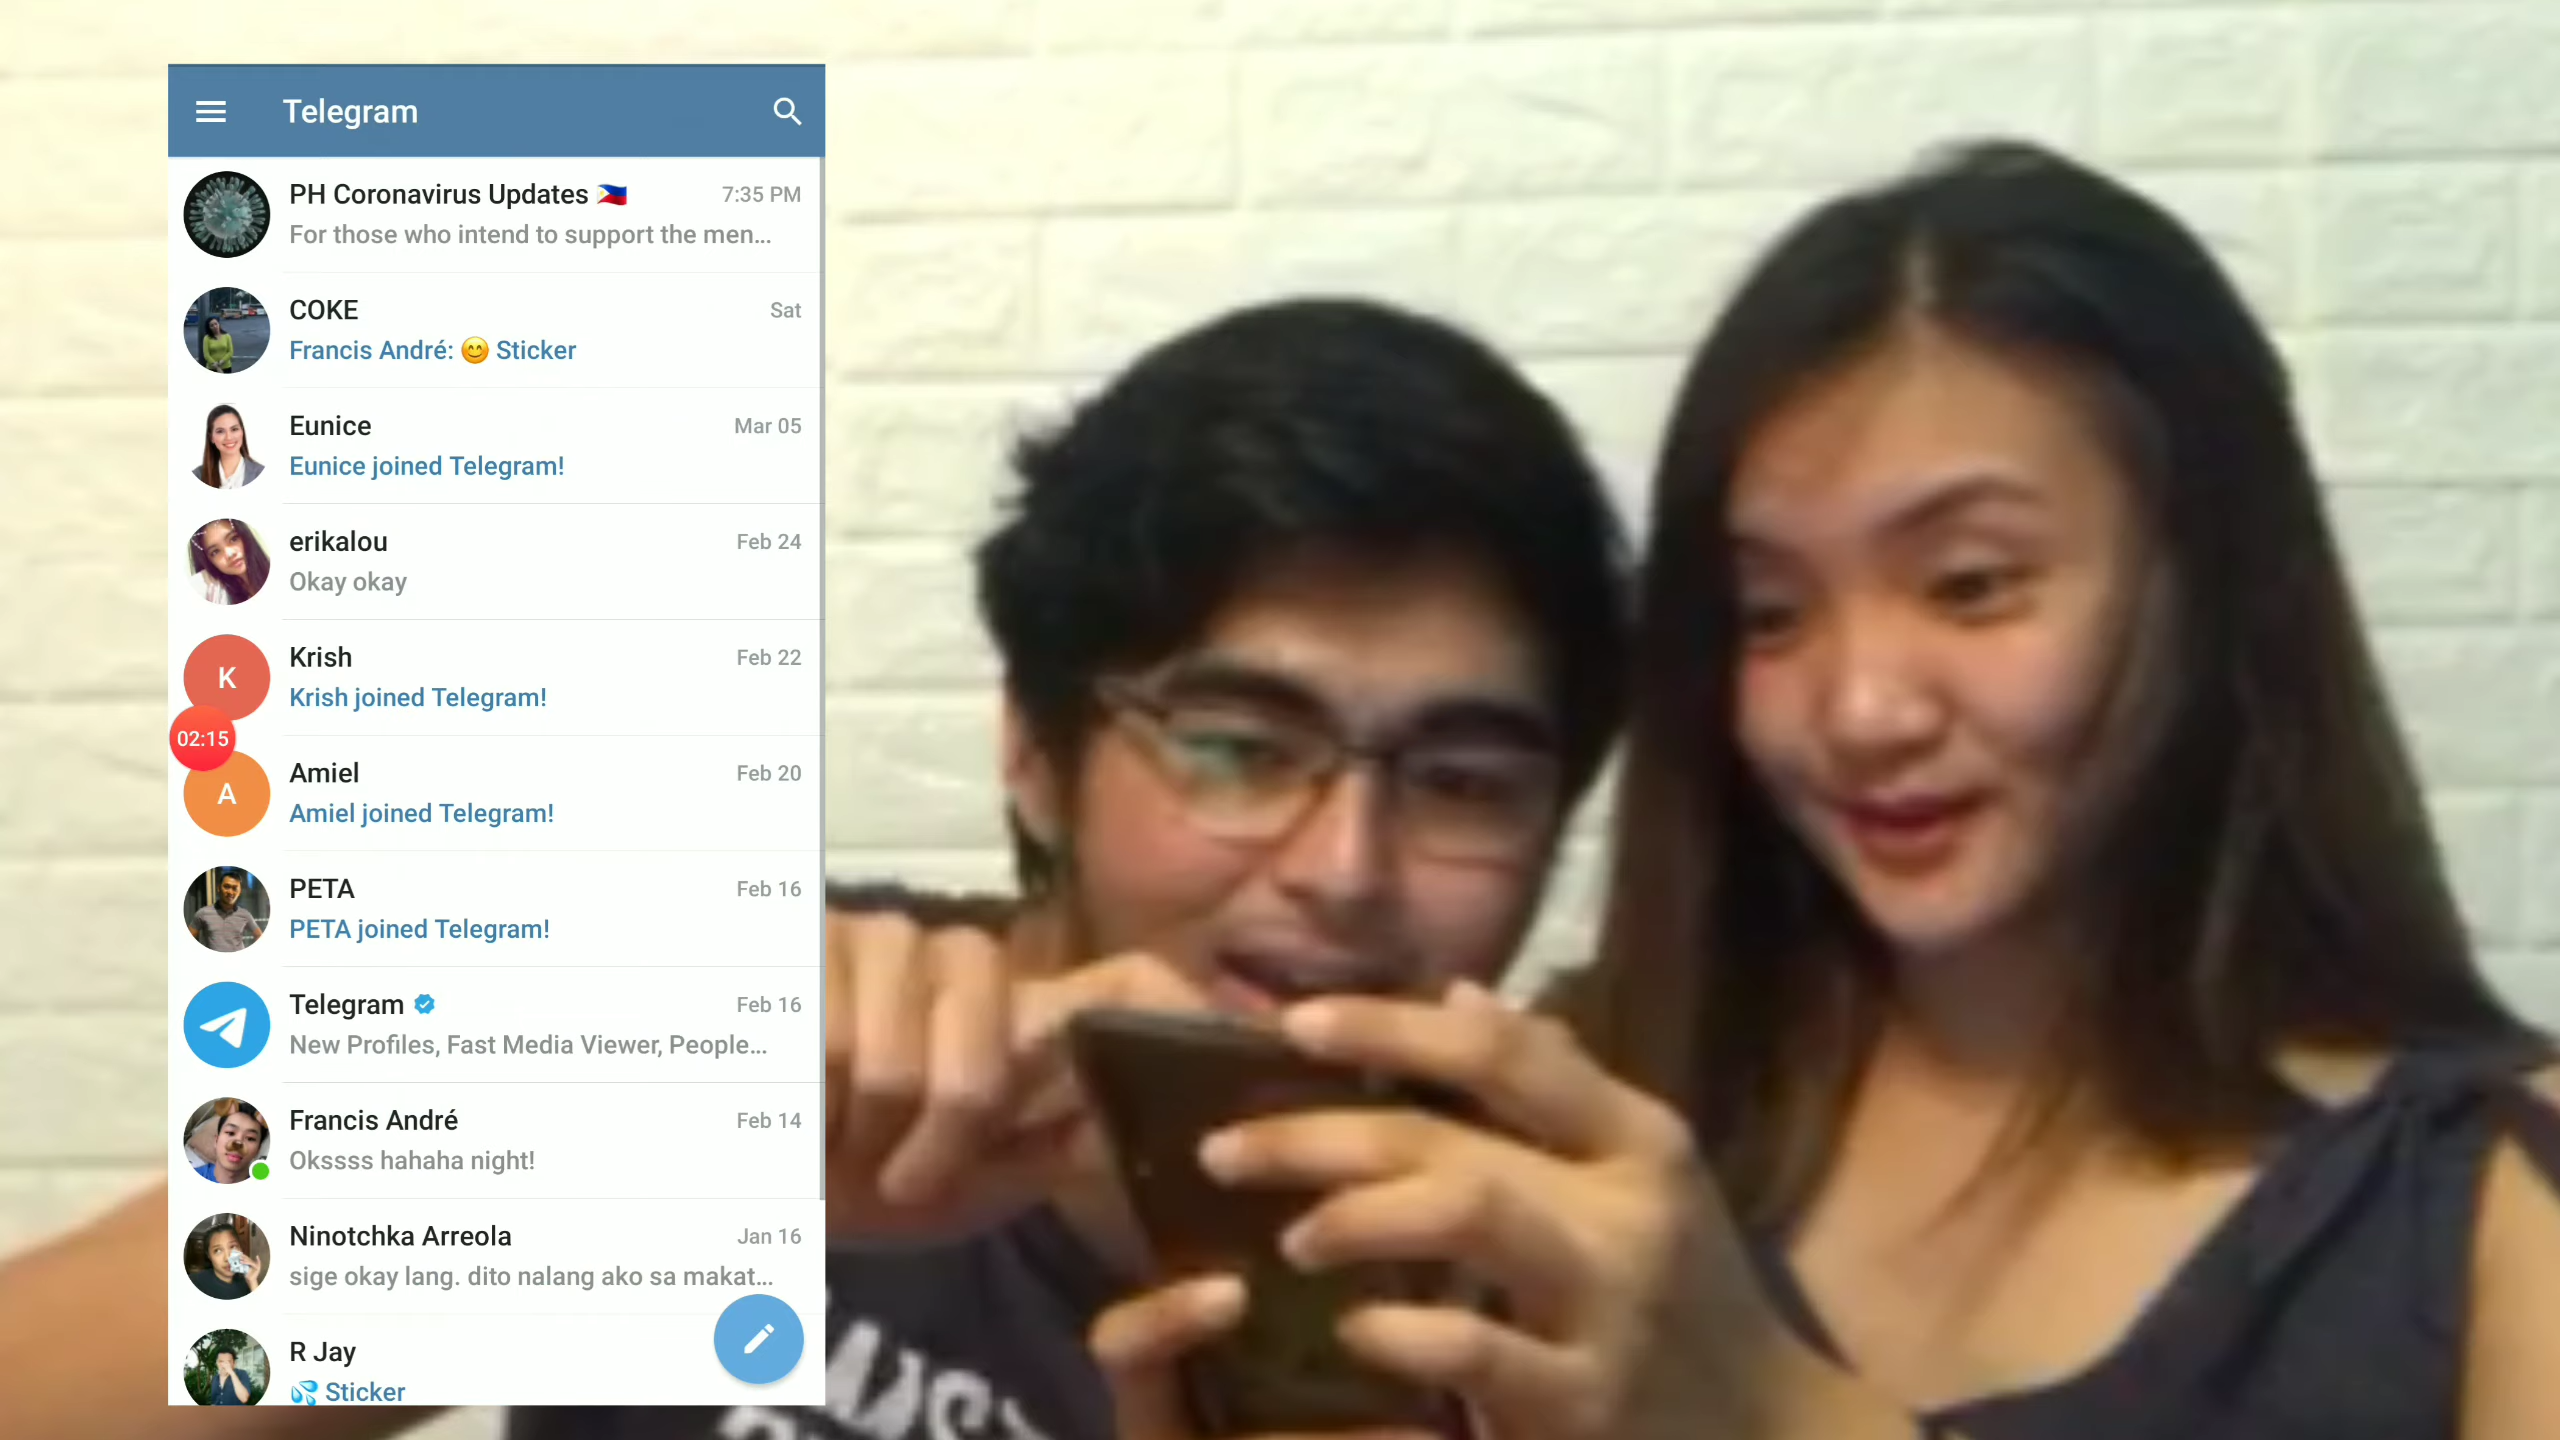 Telegram
PH Coronavirus Updates 🇵🇭 7:35 PM
For those who intend to support the men...
COKE Sat
Francis André: 😊 Sticker
Eunice Mar 05
Eunice joined Telegram!
erikalou Feb 24
Okay okay
K
Krish Feb 22
Krish joined Telegram!
02:15
A
Amiel Feb 20
Amiel joined Telegram!
PETA Feb 16
PETA joined Telegram!
Telegram Feb 16
New Profiles, Fast Media Viewer, People...
Francis André Feb 14
Okssss hahaha night!
Ninotchka Arreola Jan 16
sige okay lang. dito nalang ako sa makat...
R Jay
💦 Sticker